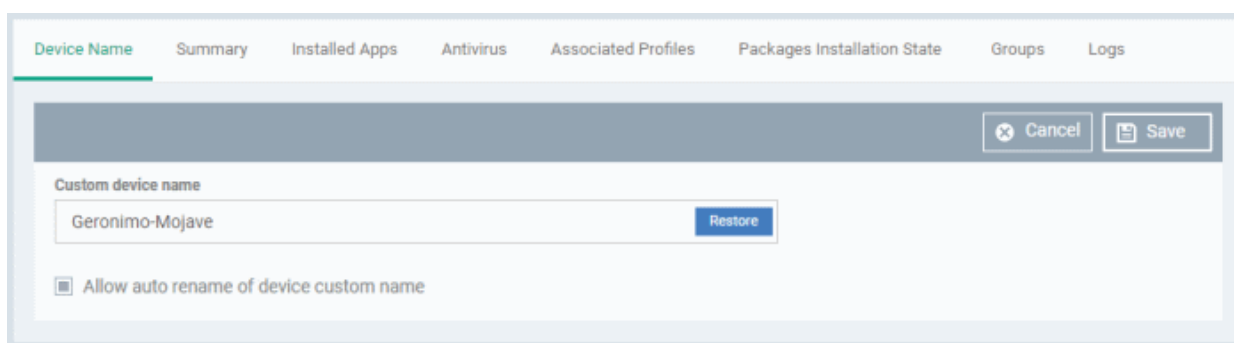 Device Name Summary Installed Apps Antivirus Associated Profiles Packages Installation State Groups Logs
Cancel Save
Custom device name
Geronimo-Mojave Restore
Allow auto rename of device custom name